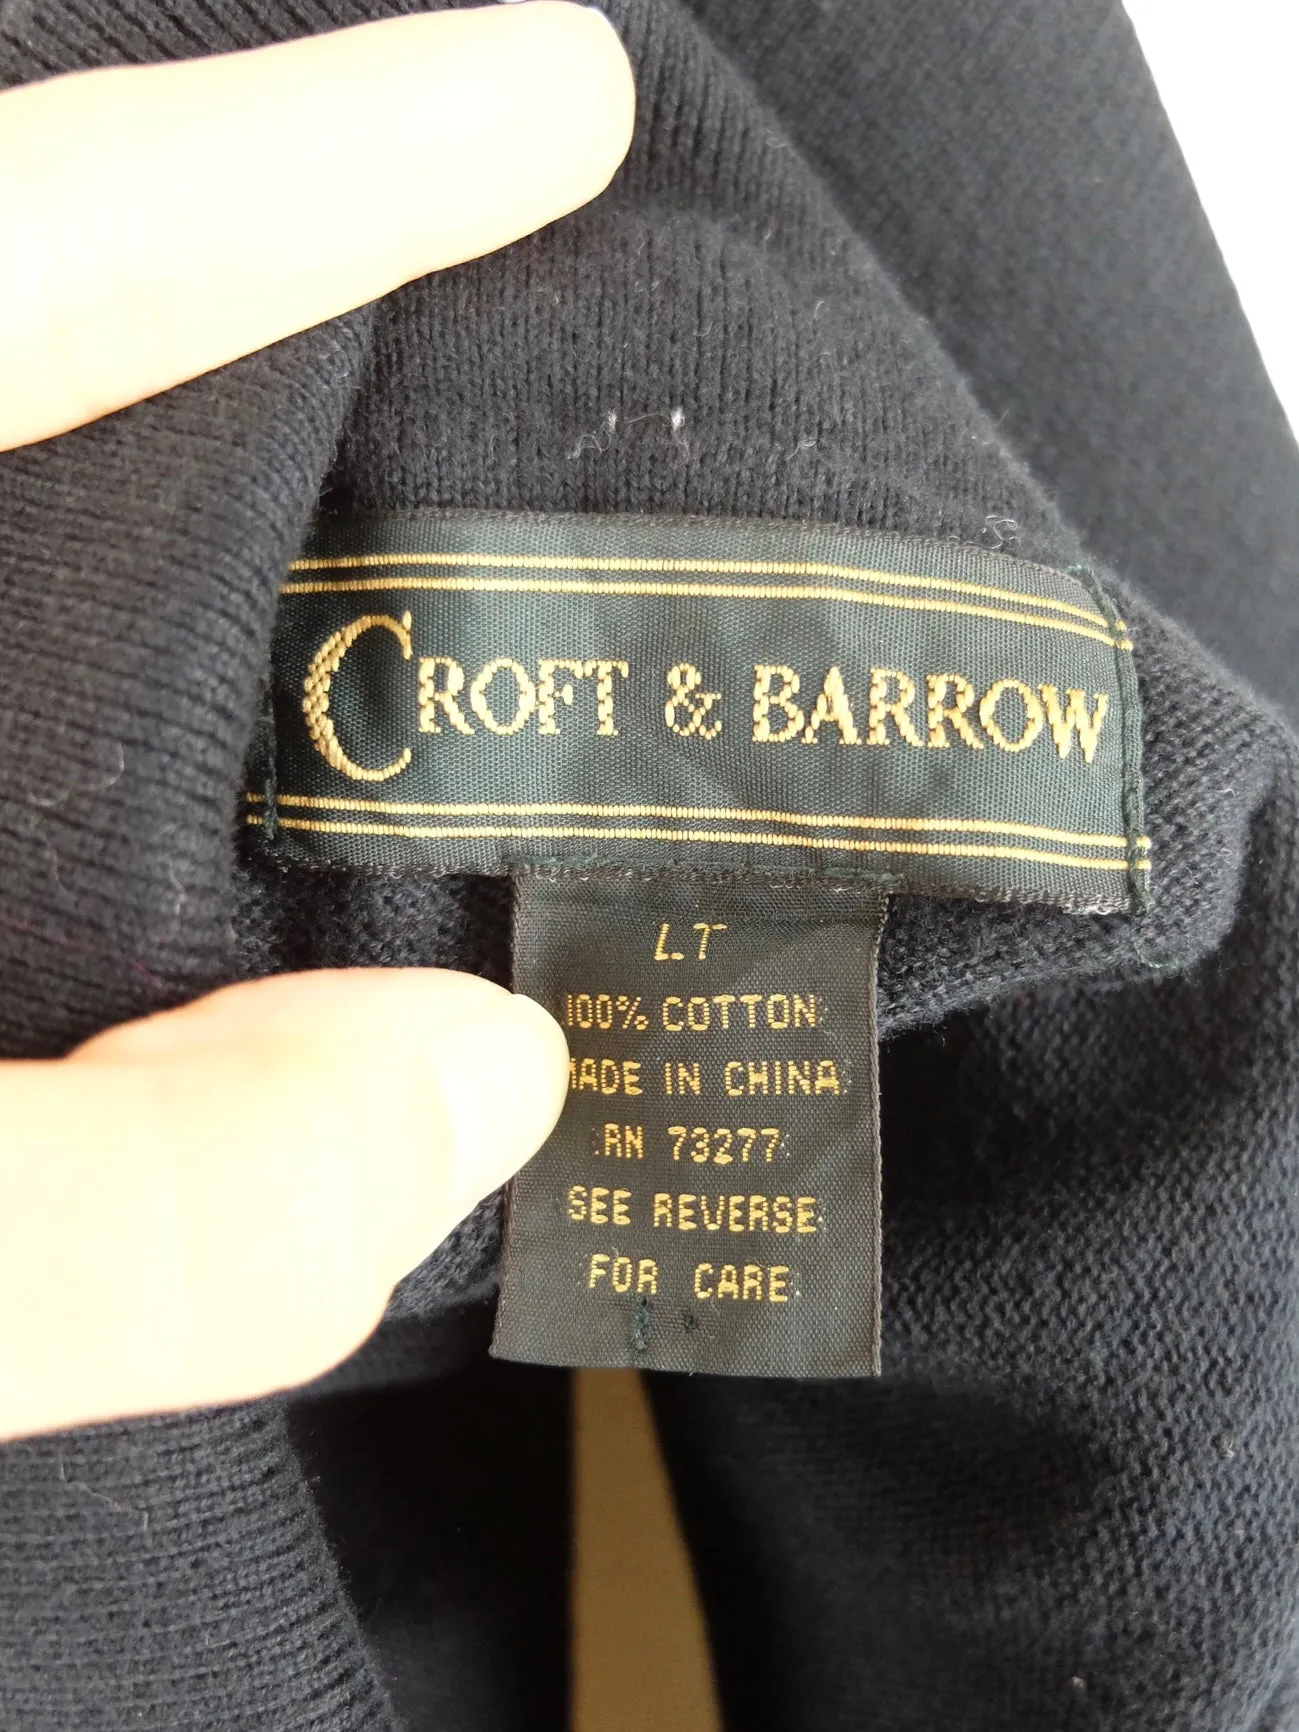 CROFT & BARROW
LT
100% COTTON
MADE IN CHINA
RN 73277
SEE REVERSE
FOR CARE